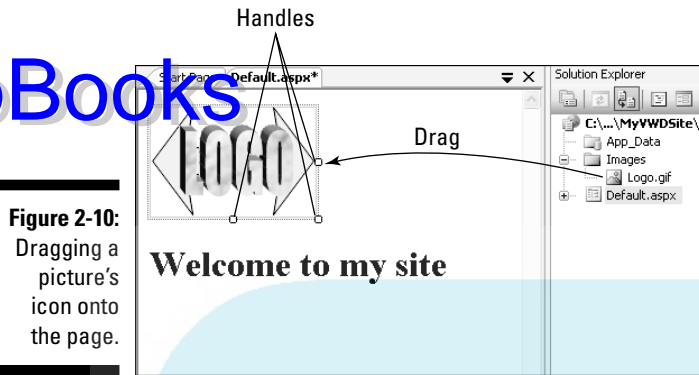 Handles
Books
Start Page
Default.aspx*
Solution Explorer
C:\...\MyVWDSite\
App_Data
Images
Logo.gif
Default.aspx
Drag
LOGO
Welcome to my site
Figure 2-10:
Dragging a
picture's
icon onto
the page.